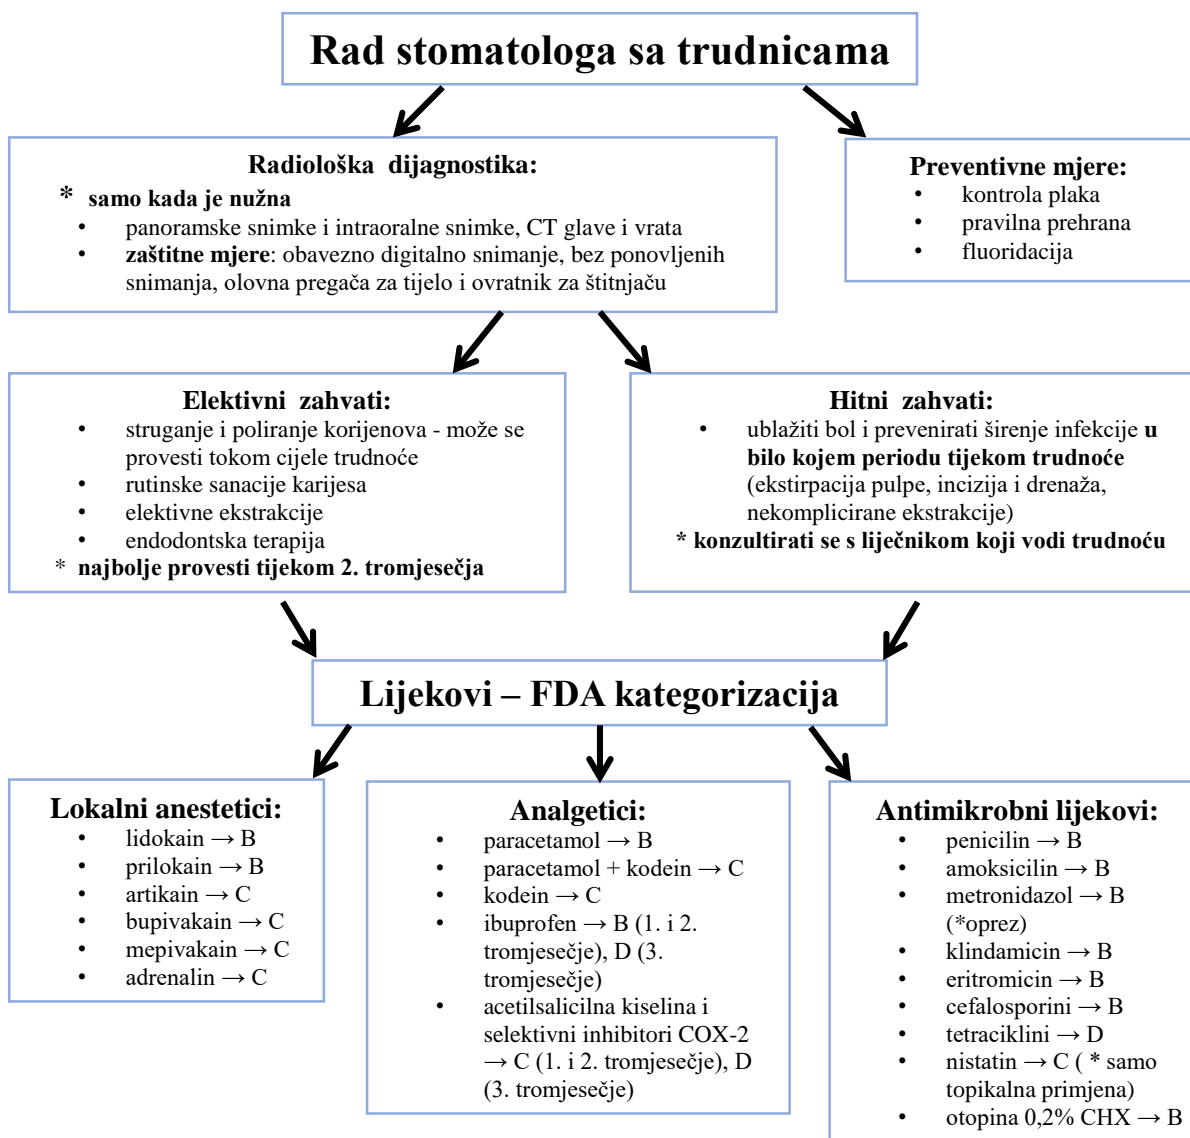 Rad stomatologa sa trudnicama
Radiološka dijagnostika:
* samo kada je nužna
• panoramske snimke i intraoralne snimke, CT glave i vrata
• zaštitne mjere: obavezno digitalno snimanje, bez ponovljenih
snimanja, olovna pregača za tijelo i ovratnik za štitnjaču
Preventivne mjere:
• kontrola plaka
• pravilna prehrana
• fluoridacija
Elektivni zahvati:
• struganje i poliranje korijenova - može se
provesti tokom cijele trudnoće
• rutinske sanacije karijesa
• elektivne ekstrakcije
• endodontska terapija
* najbolje provesti tijekom 2. tromjesečja
Hitni zahvati:
• ublažiti bol i prevenirati širenje infekcije u
bilo kojem periodu tijekom trudnoće
(ekstirpacija pulpe, incizija i drenaža,
nekomplicirane ekstrakcije)
* konzultirati se s liječnikom koji vodi trudnoću
Lijekovi – FDA kategorizacija
Lokalni anestetici:
• lidokain → B
• prilokain → B
• artikain → C
• bupivakain → C
• mepivakain → C
• adrenalin → C
Analgetici:
• paracetamol → B
• paracetamol + kodein → C
• kodein → C
• ibuprofen → B (1. i 2.
tromjesečje), D (3.
tromjesečje)
• acetilsalicilna kiselina i
selektivni inhibitori COX-2
→ C (1. i 2. tromjesečje), D
(3. tromjesečje)
Antimikrobni lijekovi:
• penicilin → B
• amoksicilin → B
• metronidazol → B
(*oprez)
• klindamicin → B
• eritromicin → B
• cefalosporini → B
• tetraciklini → D
• nistatin → C ( * samo
topikalna primjena)
• otopina 0,2% CHX → B